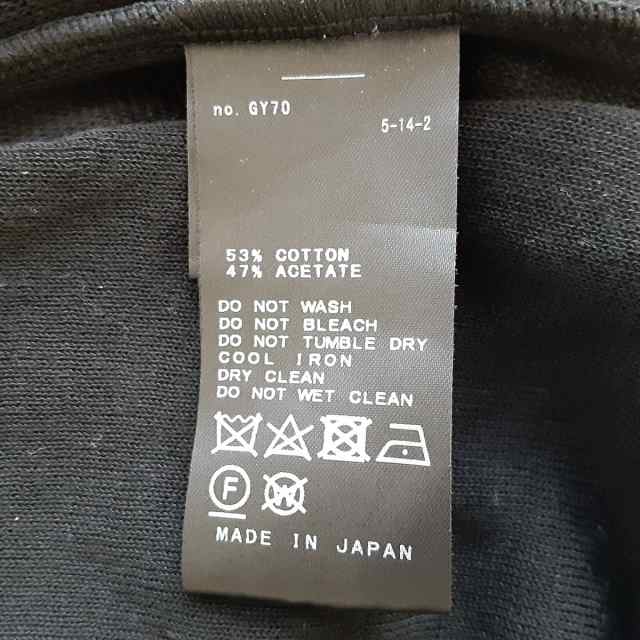 no. GY70
5-14-2
53% COTTON
47% ACETATE
DO NOT WASH
DO NOT BLEACH
DO NOT TUMBLE DRY
COOL IRON
DRY CLEAN
DO NOT WET CLEAN
F W
MADE IN JAPAN